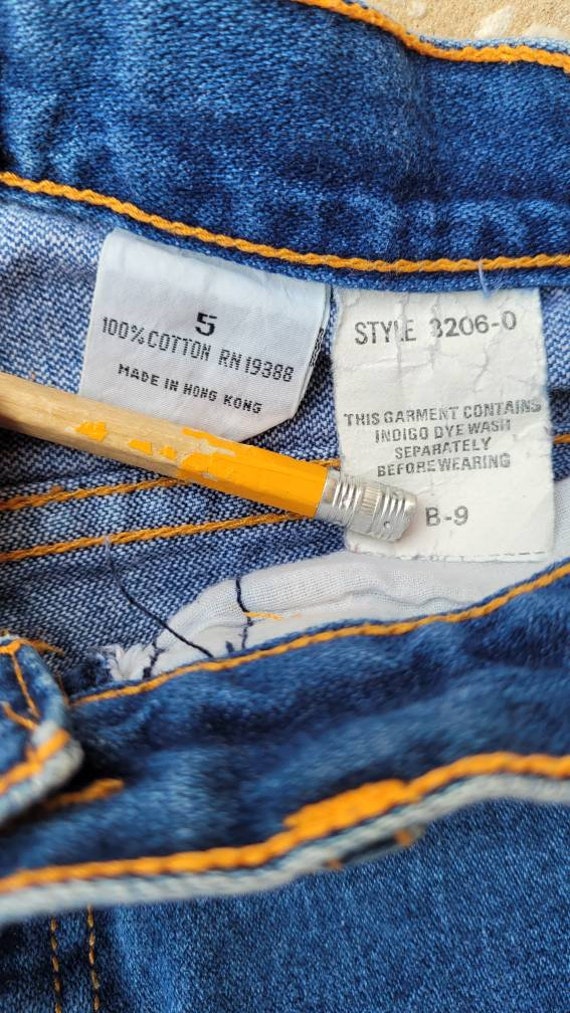 5
100% COTTON RN 19388
MADE IN HONG KONG
STYLE 3206-0
THIS GARMENT CONTAINS
INDIGO DYE WASH
SEPARATELY
BEFORE WEARING
B-9